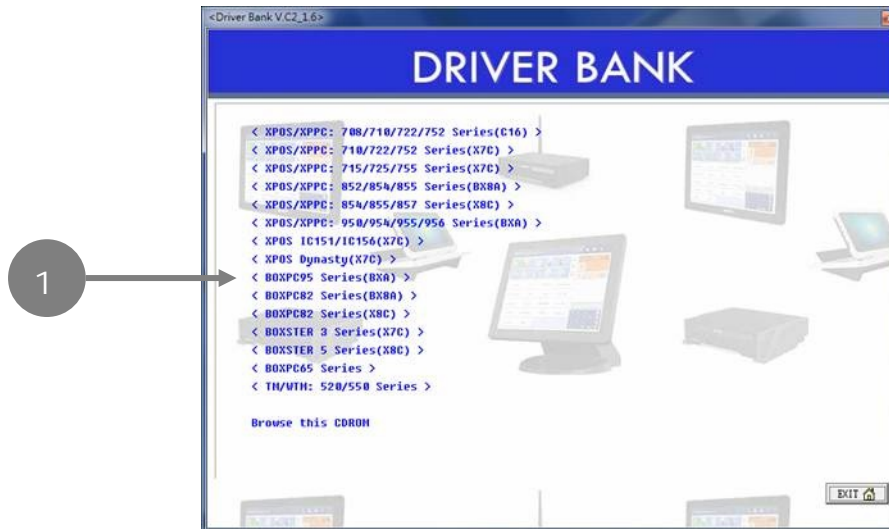 <Driver Bank V.C2_1.6>
DRIVER BANK
< XPOS/XPPC: 708/710/722/752 Series(C16) >
< XPOS/XPPC: 710/722/752 Series(X7C) >
< XPOS/XPPC: 715/725/755 Series(X7C) >
< XPOS/XPPC: 852/854/855 Series(BX8A) >
< XPOS/XPPC: 854/855/857 Series(X8C) >
< XPOS/XPPC: 950/954/955/956 Series(BXA) >
< XPOS IC151/IC156(X7C) >
< XPOS Dynasty(X7C) >
1
< BOXPC95 Series(BXA) >
< BOXPC82 Series(BX8A) >
< BOXPC82 Series(X8C) >
< BOXSTER 3 Series(X7C) >
< BOXSTER 5 Series(X8C) >
< BOXPC65 Series >
< TM/WTM: 520/550 Series >
Browse this CDROM
EXIT